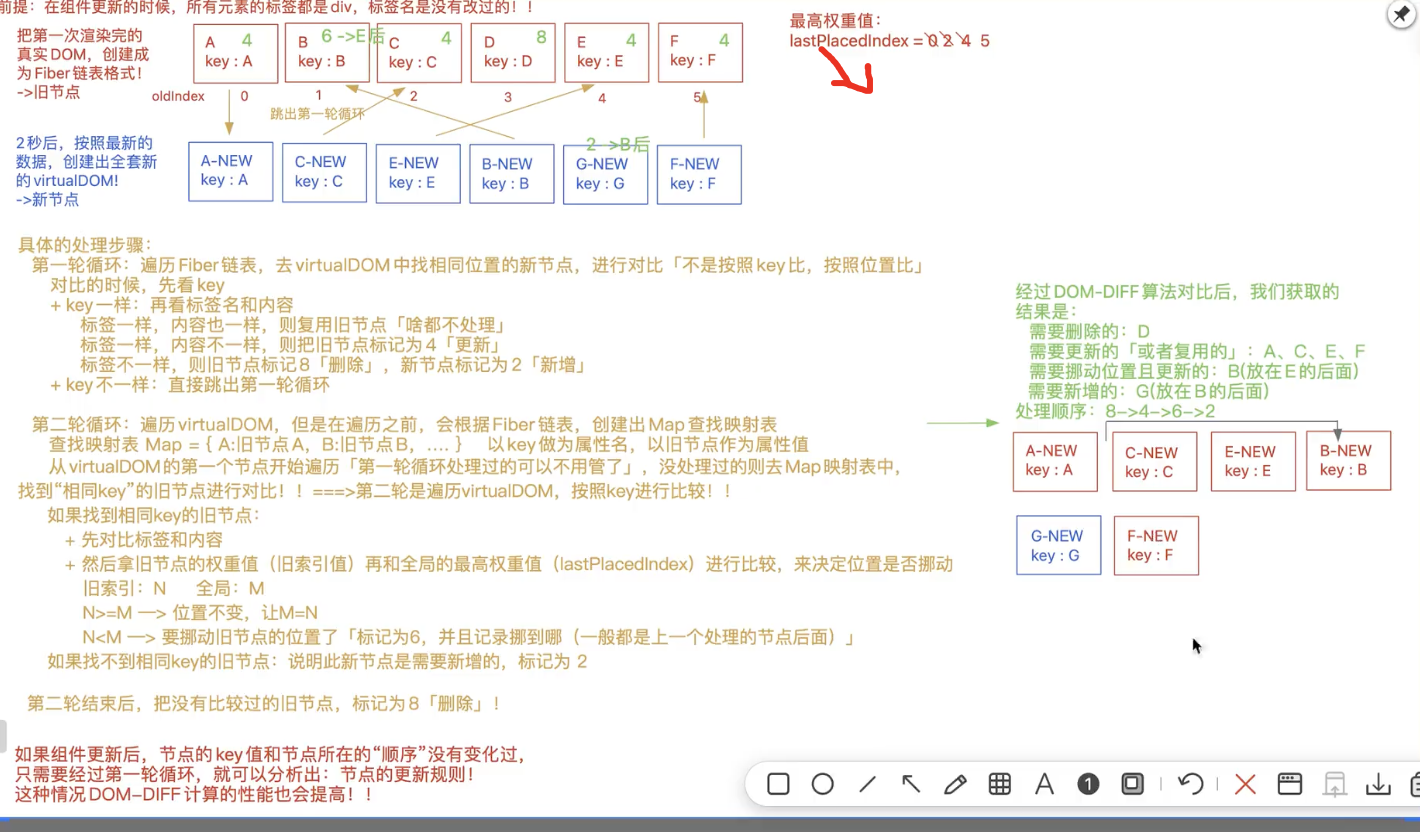 前提：在组件更新的时候，所有元素的标签都是div，标签名是没有改过的！！
把第一次渲染完的
真实DOM，创建成
为Fiber链表格式！
->旧节点
A 4
key : A
B 6 ->E后
key : B
C 4
key : C
D 8
key : D
E 4
key : E
F 4
key : F
最高权重值：
lastPlacedIndex = 0 2 4 5
oldIndex 0 1 2 3 4 5
跳出第一轮循环
2秒后，按照最新的
数据，创建出全套新
的virtualDOM!
->新节点
2 ->B后
A-NEW
key : A
C-NEW
key : C
E-NEW
key : E
B-NEW
key : B
G-NEW
key : G
F-NEW
key : F
具体的处理步骤：
第一轮循环：遍历Fiber链表，去virtualDOM中找相同位置的新节点，进行对比「不是按照key比，按照位置比」
对比的时候，先看key
+ key一样：再看标签名和内容
标签一样，内容也一样，则复用旧节点「啥都不处理」
标签一样，内容不一样，则把旧节点标记为4「更新」
标签不一样，则旧节点标记8「删除」，新节点标记为2「新增」
+ key不一样：直接跳出第一轮循环
第二轮循环：遍历virtualDOM，但是在遍历之前，会根据Fiber链表，创建出Map查找映射表
查找映射表 Map = { A:旧节点A，B:旧节点B，.... } 以key做为属性名，以旧节点作为属性值
从virtualDOM的第一个节点开始遍历「第一轮循环处理过的可以不用管了」，没处理过的则去Map映射表中，
找到“相同key”的旧节点进行对比！！===>第二轮是遍历virtualDOM，按照key进行比较！！
如果找到相同key的旧节点：
+ 先对比标签和内容
+ 然后拿旧节点的权重值（旧索引值）再和全局的最高权重值（lastPlacedIndex）进行比较，来决定位置是否挪动
旧索引：N 全局：M
N>=M —> 位置不变，让M=N
N<M —> 要挪动旧节点的位置了「标记为6，并且记录挪到哪（一般都是上一个处理的节点后面）」
如果找不到相同key的旧节点：说明此新节点是需要新增的，标记为 2
第二轮结束后，把没有比较过的旧节点，标记为8「删除」！
如果组件更新后，节点的key值和节点所在的“顺序”没有变化过，
只需要经过第一轮循环，就可以分析出：节点的更新规则！
这种情况DOM-DIFF计算的性能也会提高！！
经过DOM-DIFF算法对比后，我们获取的
结果是：
需要删除的：D
需要更新的「或者复用的」：A、C、E、F
需要挪动位置且更新的：B(放在E的后面)
需要新增的：G(放在B的后面)
处理顺序：8->4->6->2
A-NEW
key : A
C-NEW
key : C
E-NEW
key : E
B-NEW
key : B
G-NEW
key : G
F-NEW
key : F
A
1